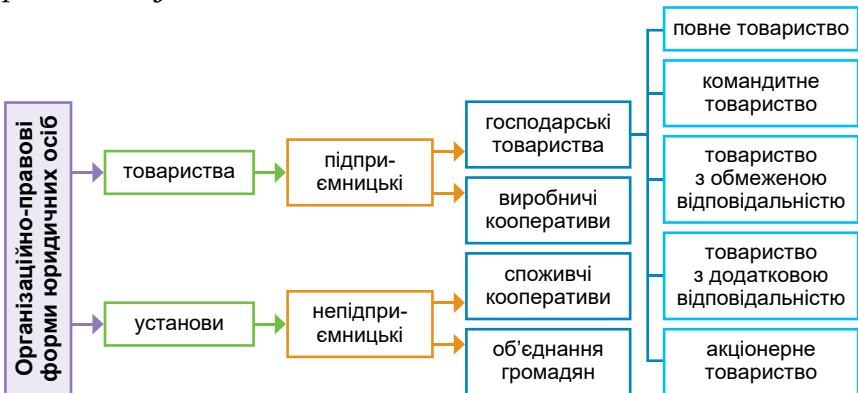 Організаційно-правові
форми юридичних осіб
товариства
установи
підпри-
ємницькі
непідпри-
ємницькі
господарські
товариства
виробничі
кооперативи
споживчі
кооперативи
об’єднання
громадян
повне товариство
командитне
товариство
товариство
з обмеженою
відповідальністю
товариство
з додатковою
відповідальністю
акціонерне
товариство